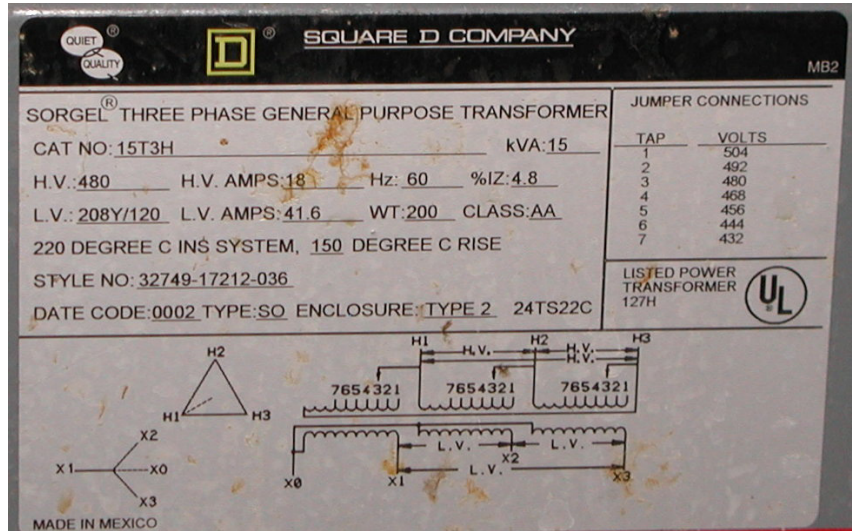 QUIET & QUALITY ®
D ®
SQUARE D COMPANY
MB2
SORGEL® THREE PHASE GENERAL PURPOSE TRANSFORMER
CAT NO: 15T3H kVA: 15
H.V.: 480 H.V. AMPS: 18 Hz: 60 %IZ: 4.8
L.V.: 208Y/120 L.V. AMPS: 41.6 WT: 200 CLASS: AA
220 DEGREE C INS SYSTEM, 150 DEGREE C RISE
STYLE NO: 32749-17212-036
DATE CODE: 0002 TYPE: SO ENCLOSURE: TYPE 2 24TS22C
JUMPER CONNECTIONS
TAP VOLTS
1 504
2 492
3 480
4 468
5 456
6 444
7 432
LISTED POWER
TRANSFORMER
127H
UL
®
H2
H1 H3
X2
X1 X0
X3
H1 H2 H3
H.V. H.V.
H.V.
7654321 7654321 7654321
L.V. L.V.
L.V.
X0 X1 X2 X3
MADE IN MEXICO